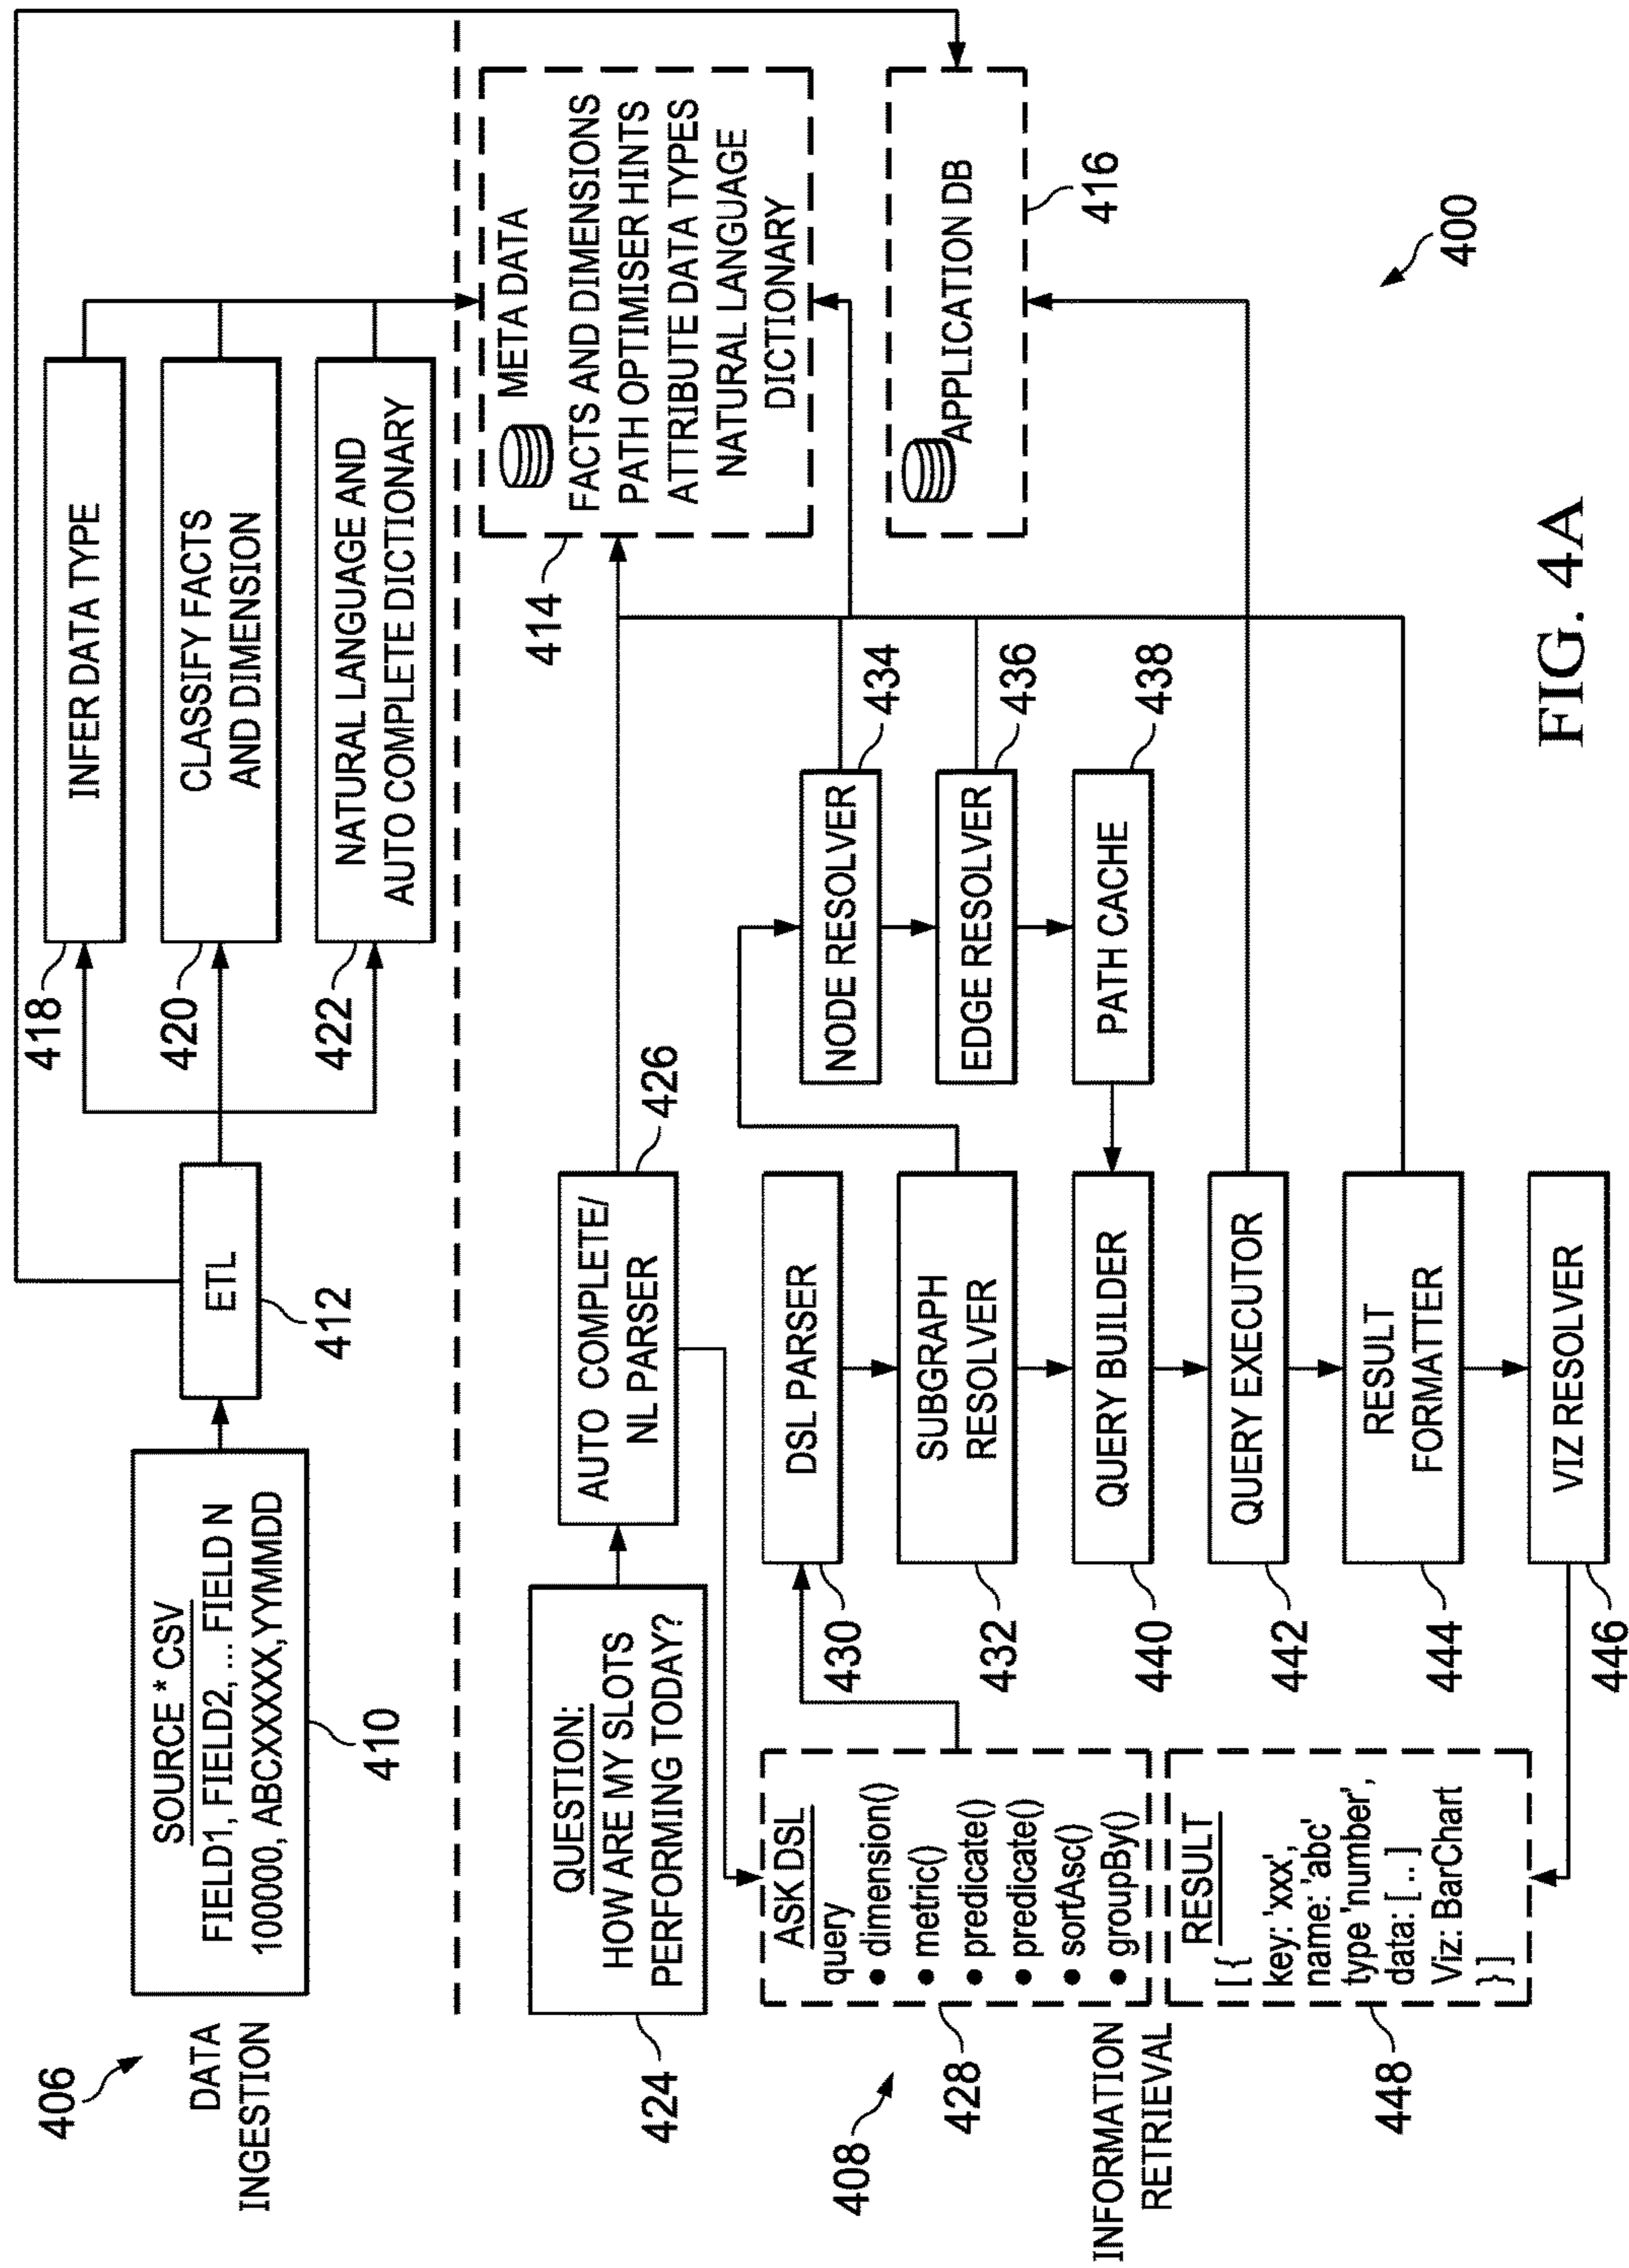 406
DATA
INGESTION
SOURCE * CSV
FIELD1, FIELD2, ... FIELD N
10000, ABCXXXXX, YYMMDD
410
ETL
412
418
INFER DATA TYPE
420
CLASSIFY FACTS
AND DIMENSION
422
NATURAL LANGUAGE AND
AUTO COMPLETE DICTIONARY
META DATA
FACTS AND DIMENSIONS
PATH OPTIMISER HINTS
ATTRIBUTE DATA TYPES
NATURAL LANGUAGE
DICTIONARY
414
APPLICATION DB
416
408
INFORMATION
RETRIEVAL
QUESTION:
HOW ARE MY SLOTS
PERFORMING TODAY?
424
AUTO COMPLETE/
NL PARSER
426
ASK DSL
query
• dimension()
• metric()
• predicate()
• predicate()
• sortAsc()
• groupBy()
428
DSL PARSER
430
SUBGRAPH
RESOLVER
432
NODE RESOLVER
434
EDGE RESOLVER
436
PATH CACHE
438
QUERY BUILDER
440
QUERY EXECUTOR
442
RESULT
FORMATTER
444
VIZ RESOLVER
446
RESULT
[ {
key: 'xxx',
name: 'abc'
type 'number',
data: [ . . ]
Viz: BarChart
} ]
448
400
FIG. 4A